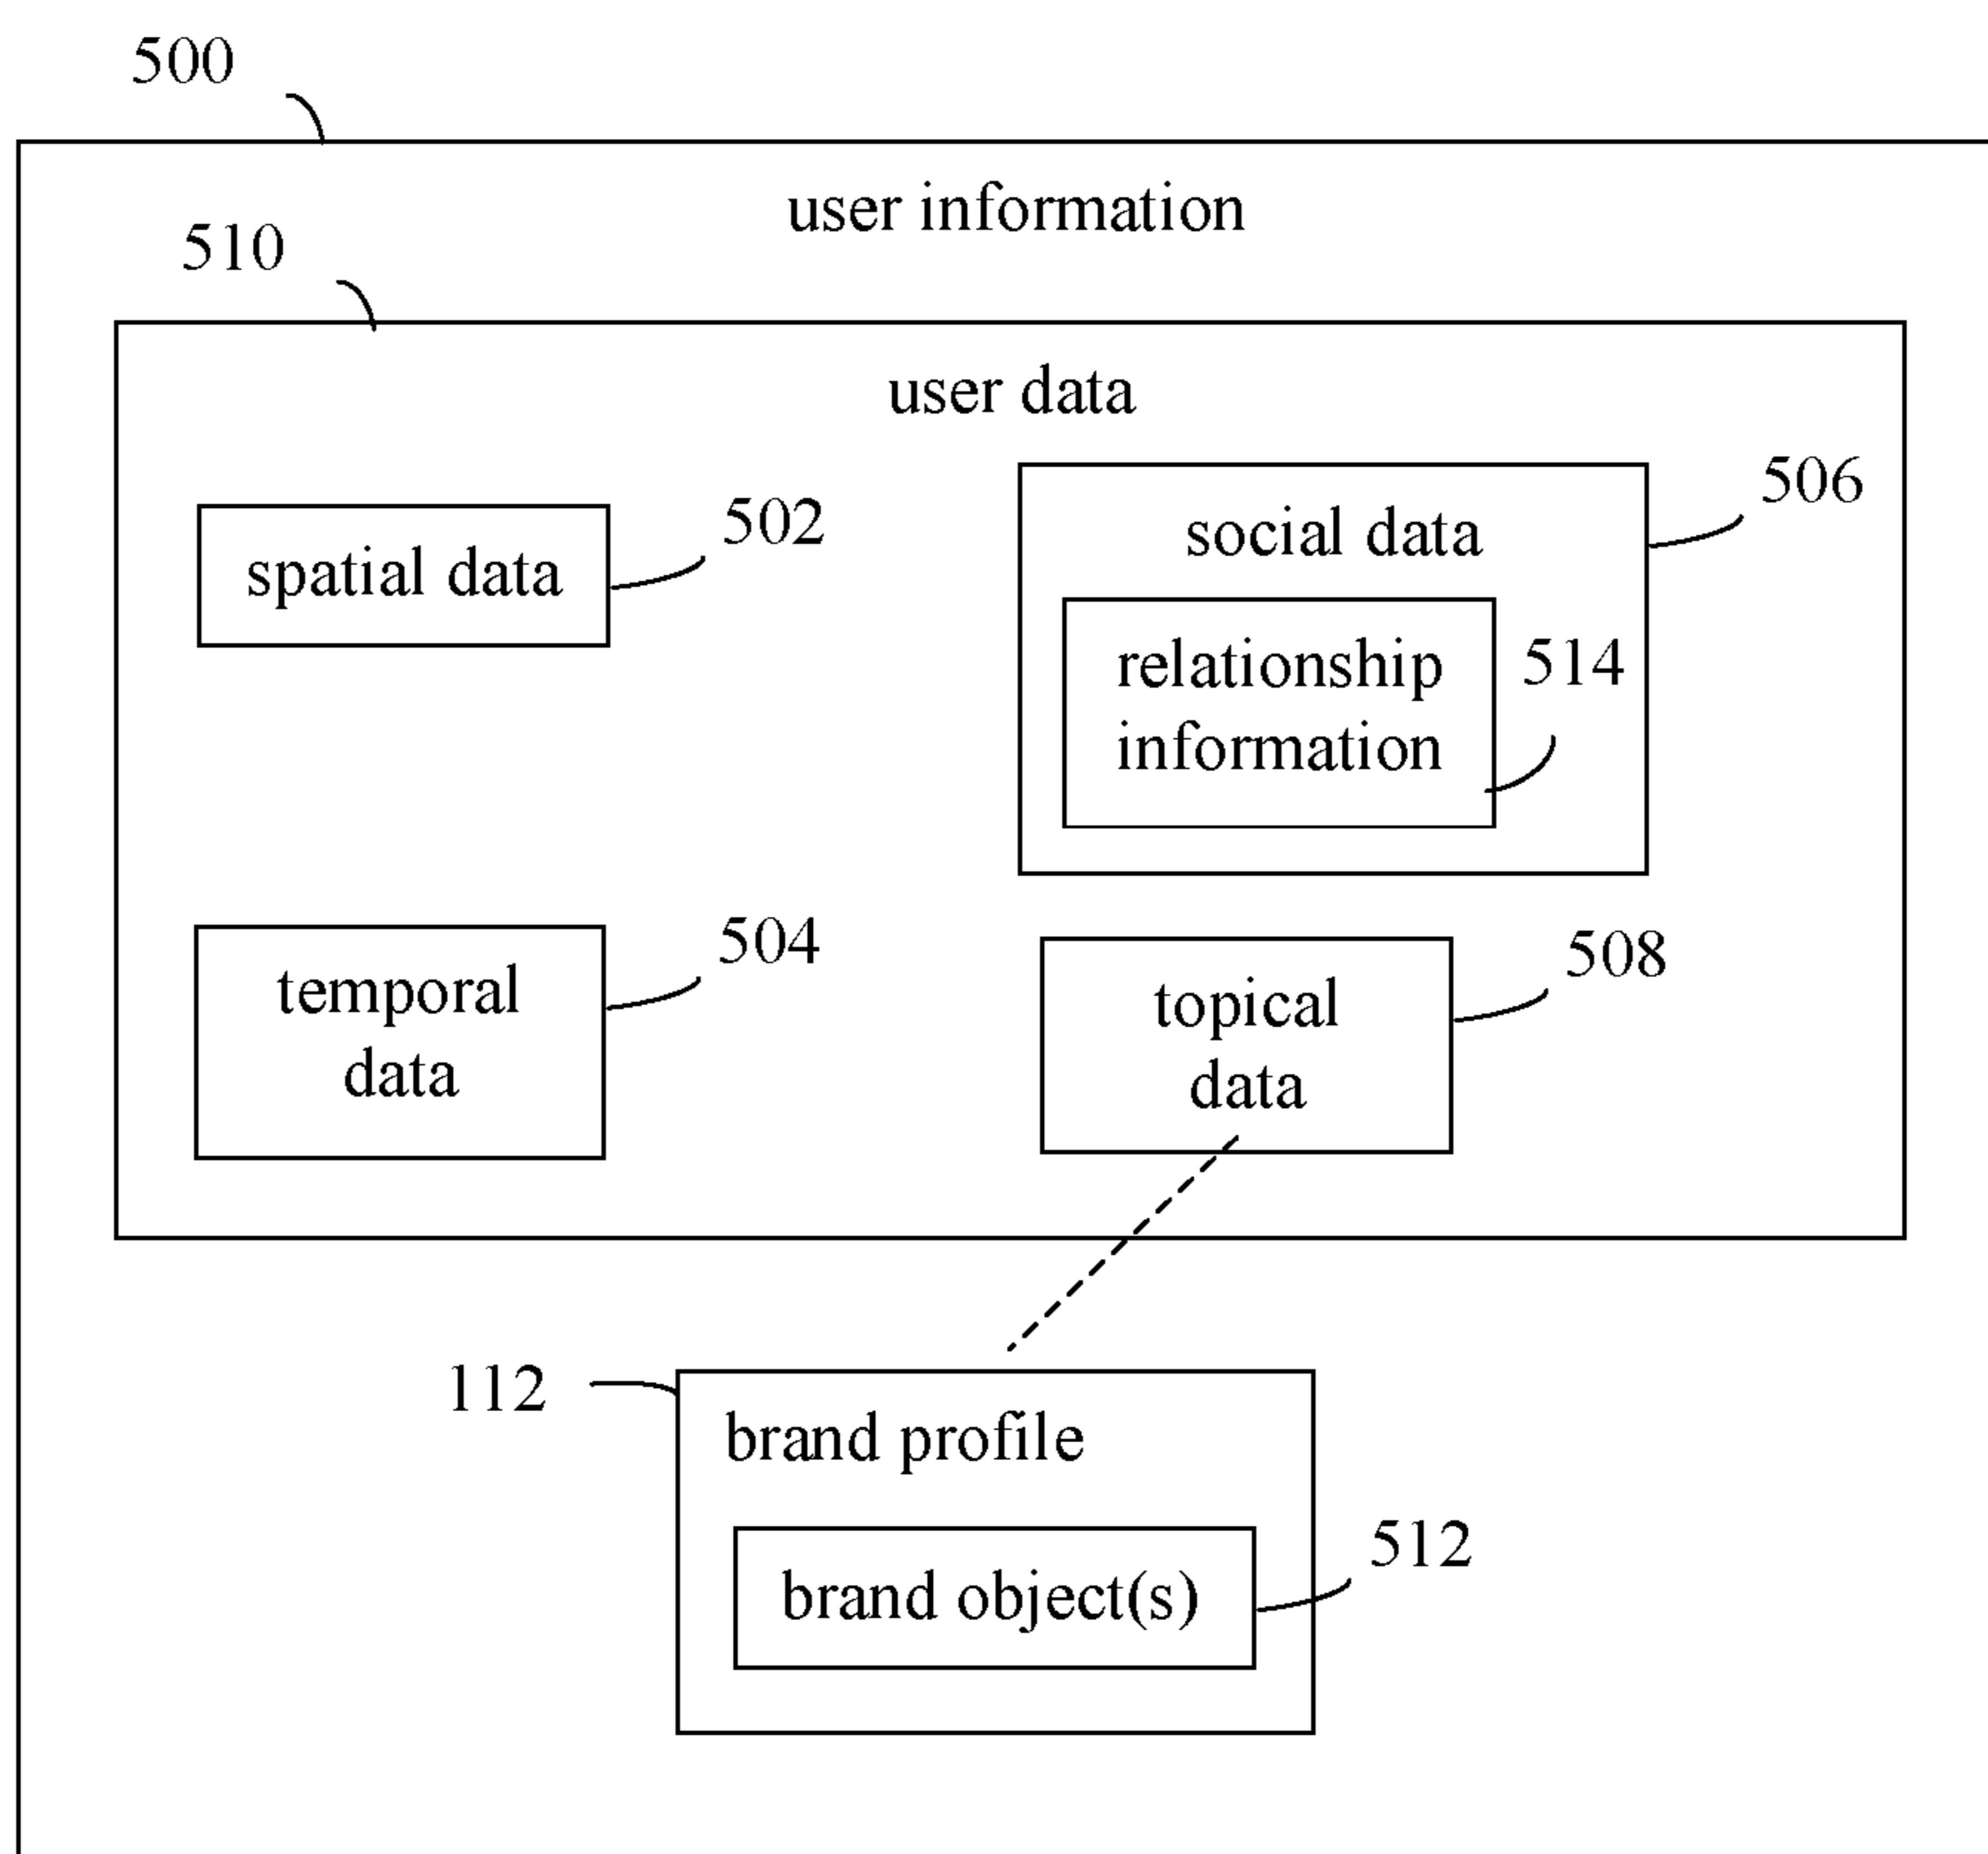 500
user information
510
user data
506
502
social data
spatial data
relationship
information
514
504
508
temporal
data
topical
data
112
brand profile
512
brand object(s)